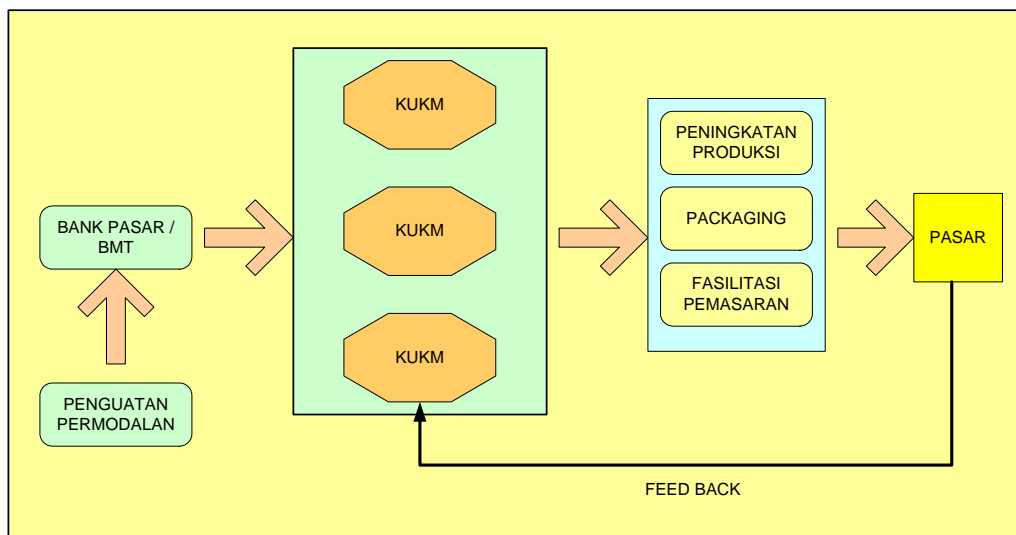 PENGUATAN
PERMODALAN
BANK PASAR /
BMT
KUKM
KUKM
KUKM
PENINGKATAN
PRODUKSI
PACKAGING
FASILITASI
PEMASARAN
PASAR
FEED BACK